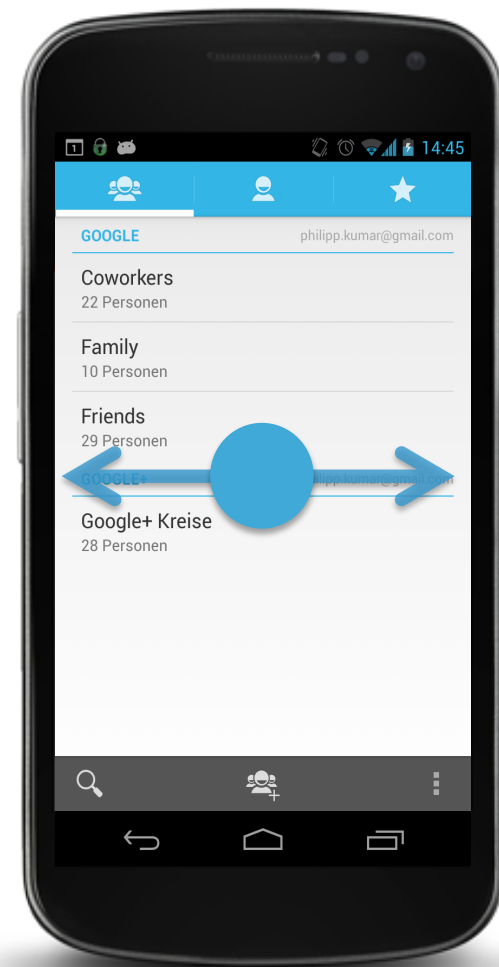 1 14:45
GOOGLE philipp.kumar@gmail.com
Coworkers
22 Personen
Family
10 Personen
Friends
29 Personen
GOOGLE+ philipp.kumar@gmail.com
Google+ Kreise
28 Personen